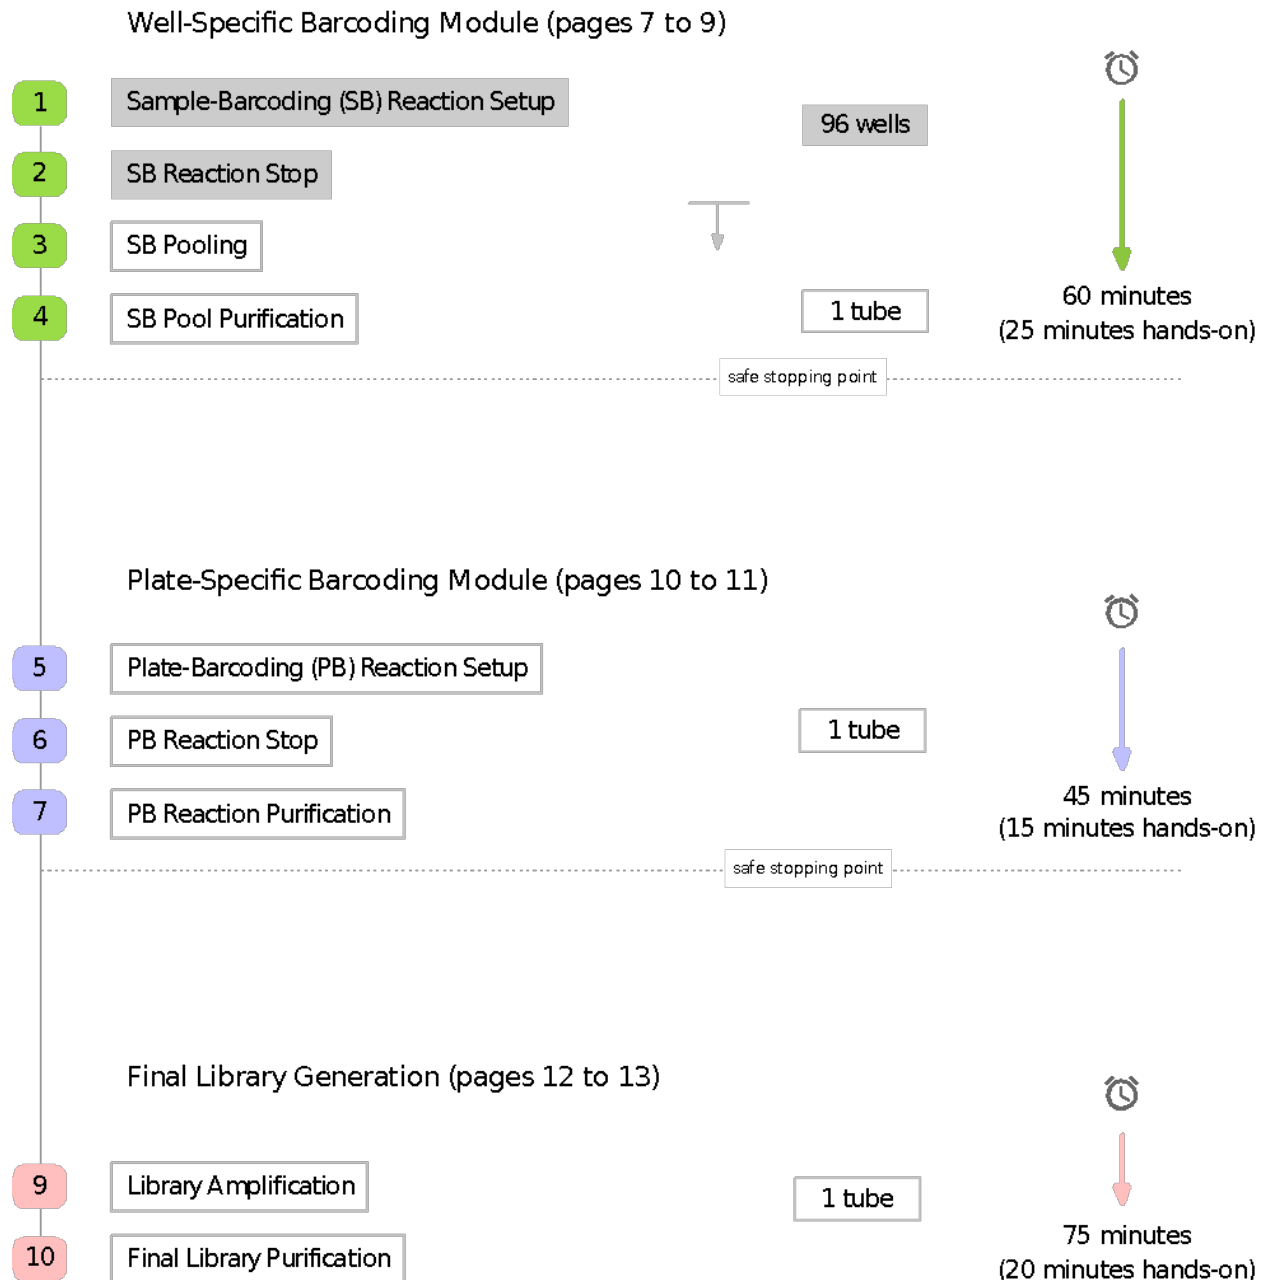 Well-Specific Barcoding Module (pages 7 to 9)
1 Sample-Barcoding (SB) Reaction Setup
96 wells
2 SB Reaction Stop
3 SB Pooling
4 SB Pool Purification
1 tube
60 minutes
(25 minutes hands-on)
safe stopping point
Plate-Specific Barcoding Module (pages 10 to 11)
5 Plate-Barcoding (PB) Reaction Setup
6 PB Reaction Stop
1 tube
7 PB Reaction Purification
45 minutes
(15 minutes hands-on)
safe stopping point
Final Library Generation (pages 12 to 13)
9 Library Amplification
1 tube
10 Final Library Purification
75 minutes
(20 minutes hands-on)